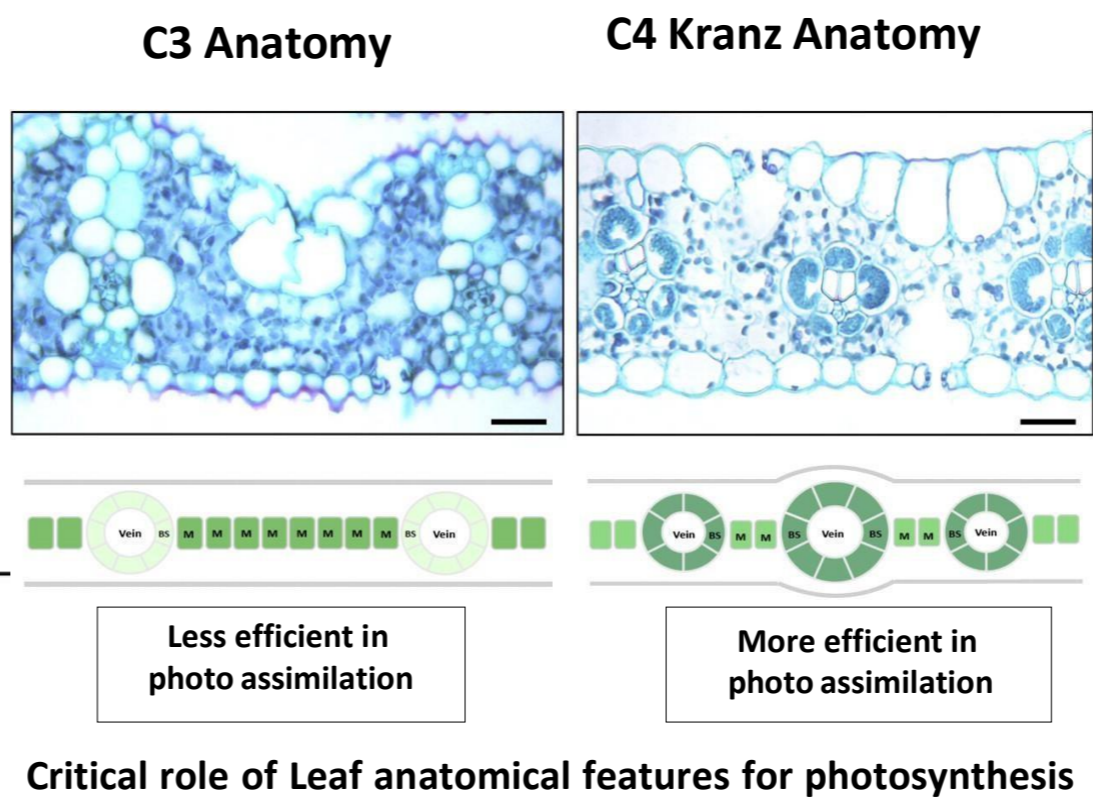 C3 Anatomy
C4 Kranz Anatomy
Vein BS M M M M M M M M BS Vein
Vein BS M M BS Vein BS M M BS Vein
Less efficient in
photo assimilation
More efficient in
photo assimilation
Critical role of Leaf anatomical features for photosynthesis